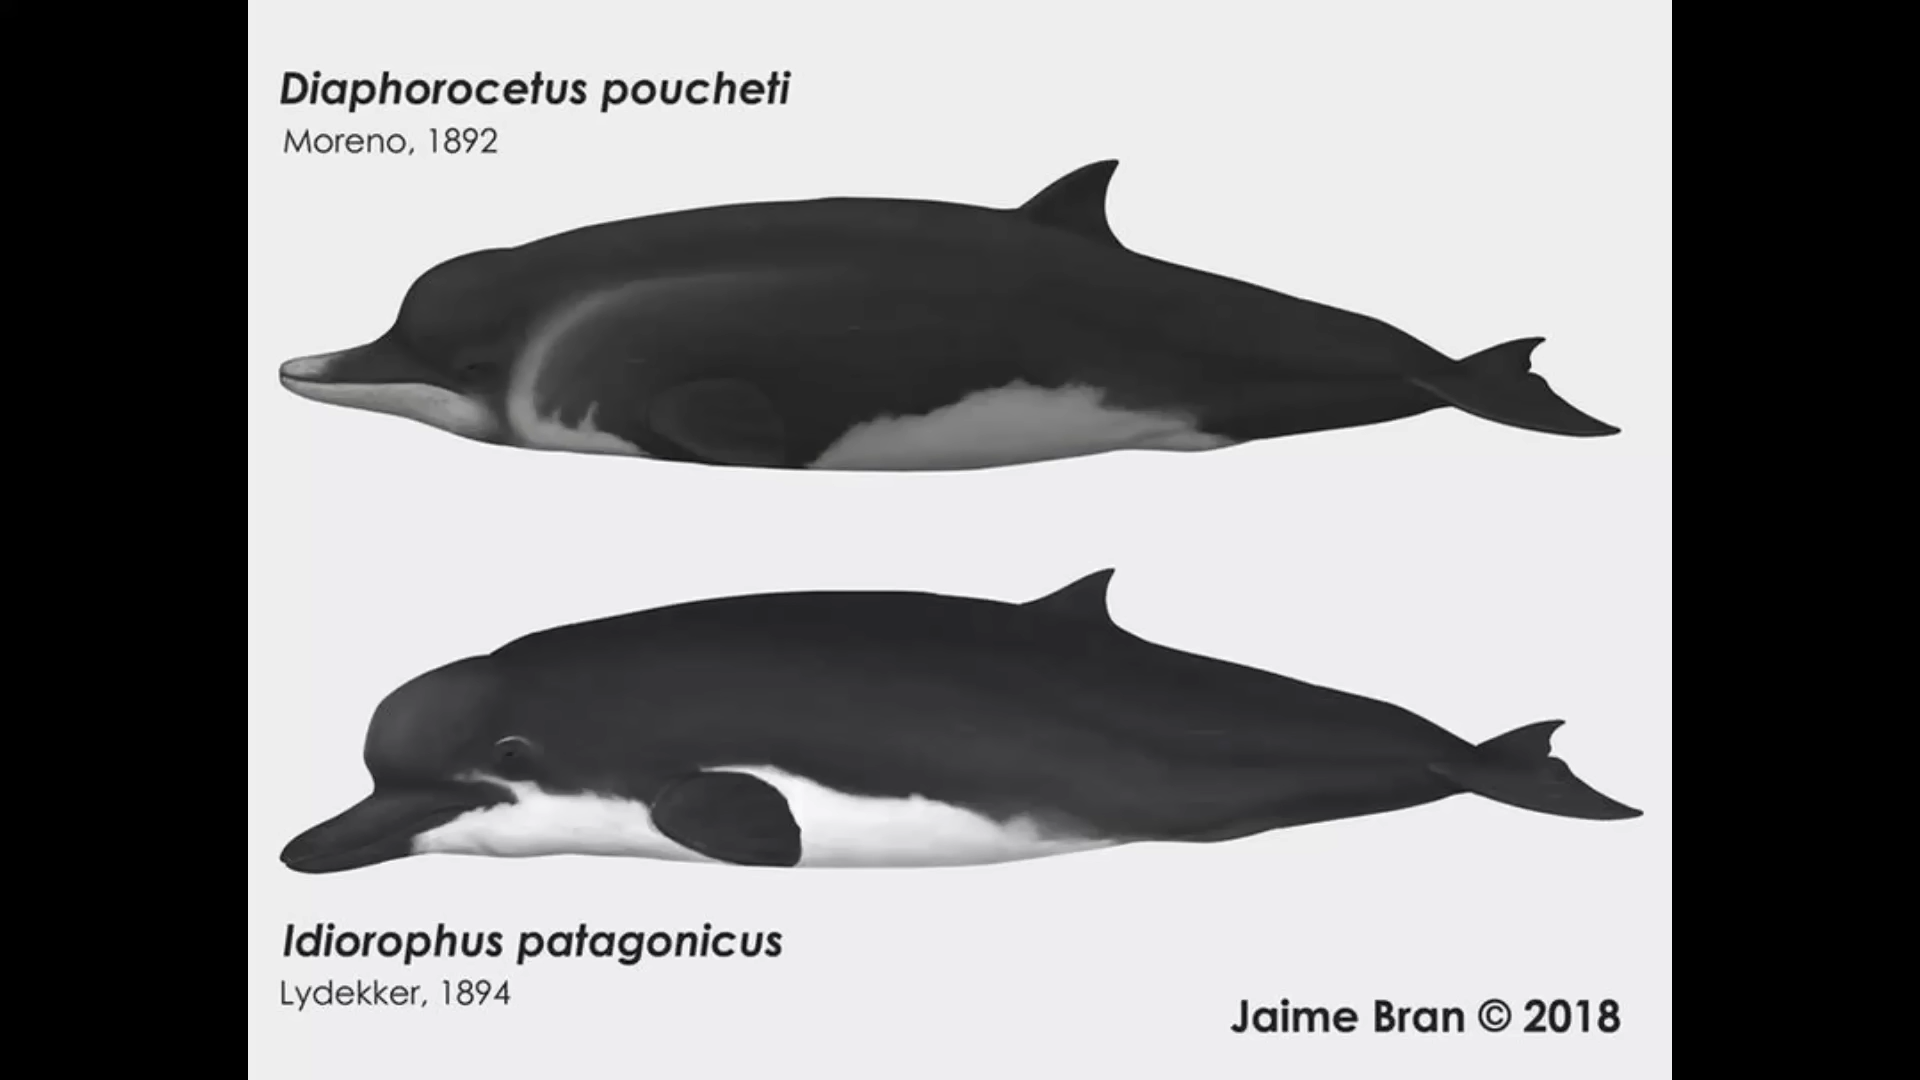 Diaphorocetus poucheti
Moreno, 1892
Idiorophus patagonicus
Lydekker, 1894
Jaime Bran © 2018